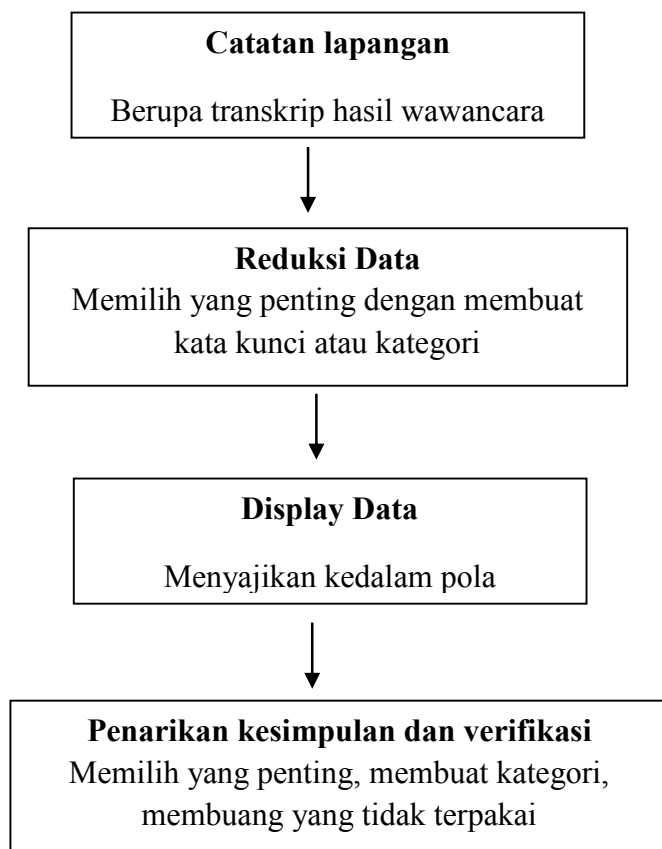 Catatan lapangan
Berupa transkrip hasil wawancara
Reduksi Data
Memilih yang penting dengan membuat
kata kunci atau kategori
Display Data
Menyajikan kedalam pola
Penarikan kesimpulan dan verifikasi
Memilih yang penting, membuat kategori,
membuang yang tidak terpakai